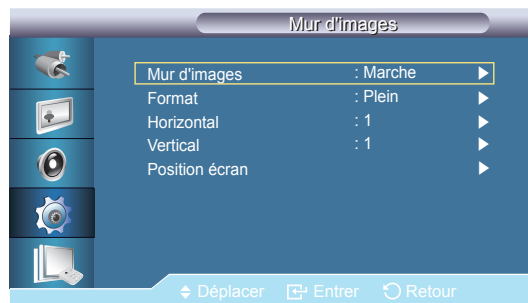 Mur d'images
Mur d'images : Marche
Format : Plein
Horizontal : 1
Vertical : 1
Position écran
Déplacer Entrer Retour